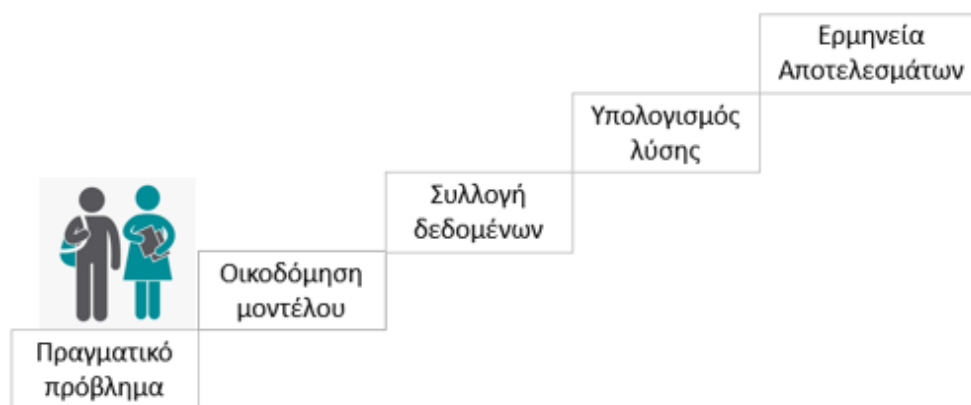 Ερμηνεία
Αποτελεσμάτων
Υπολογισμός
λύσης
Συλλογή
δεδομένων
Οικοδόμηση
μοντέλου
Πραγματικό
πρόβλημα